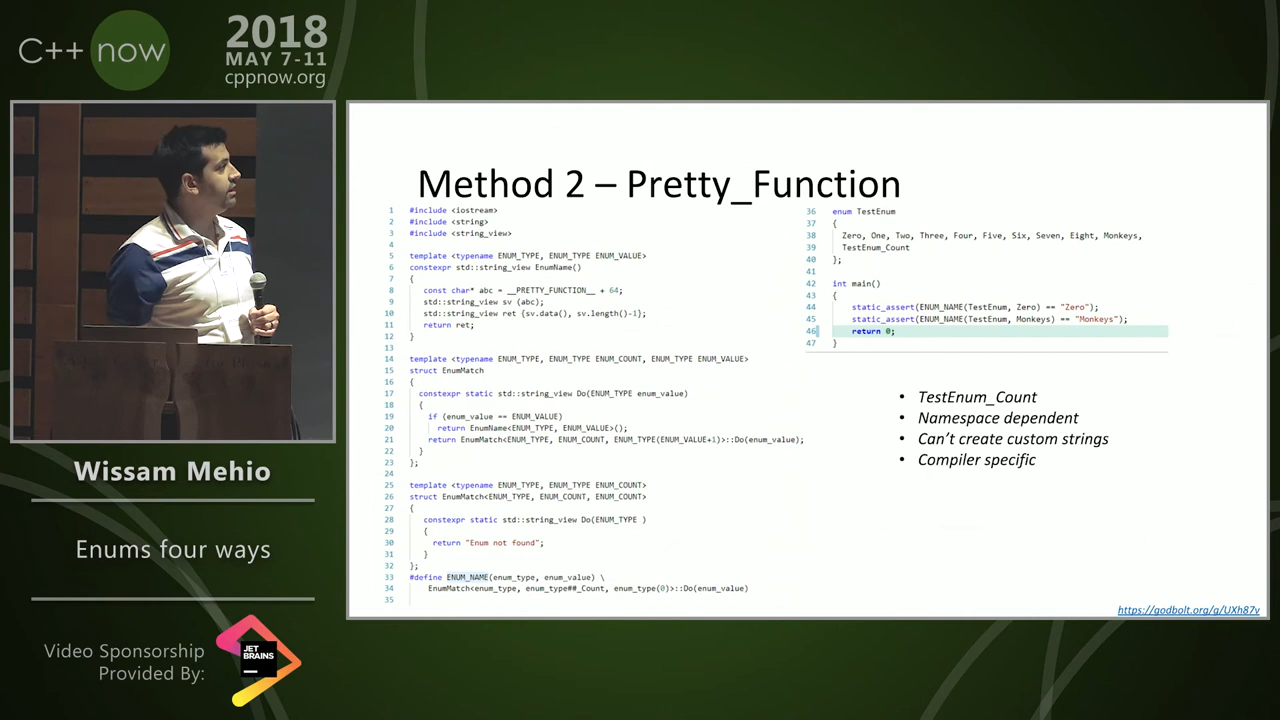 C++ now
2018
MAY 7-11
cppnow.org
Wissam Mehio
Enums four ways
Video Sponsorship
Provided By:
JET
BRAINS
Method 2 – Pretty_Function
1 #include <iostream>
2 #include <string>
3 #include <string_view>
4
5 template <typename ENUM_TYPE, ENUM_TYPE ENUM_VALUE>
6 constexpr std::string_view EnumName()
7 {
8 const char* abc = __PRETTY_FUNCTION__ + 64;
9 std::string_view sv (abc);
10 std::string_view ret {sv.data(), sv.length()-1};
11 return ret;
12 }
13
14 template <typename ENUM_TYPE, ENUM_TYPE ENUM_COUNT, ENUM_TYPE ENUM_VALUE>
15 struct EnumMatch
16 {
17 constexpr static std::string_view Do(ENUM_TYPE enum_value)
18 {
19 if (enum_value == ENUM_VALUE)
20 return EnumName<ENUM_TYPE, ENUM_VALUE>();
21 return EnumMatch<ENUM_TYPE, ENUM_COUNT, ENUM_TYPE(ENUM_VALUE+1)>::Do(enum_value);
22 }
23 };
24
25 template <typename ENUM_TYPE, ENUM_TYPE ENUM_COUNT>
26 struct EnumMatch<ENUM_TYPE, ENUM_COUNT, ENUM_COUNT>
27 {
28 constexpr static std::string_view Do(ENUM_TYPE )
29 {
30 return "Enum not found";
31 }
32 };
33 #define ENUM_NAME(enum_type, enum_value) \
34 EnumMatch<enum_type, enum_type##_Count, enum_type(0)>::Do(enum_value)
35
36 enum TestEnum
37 {
38 Zero, One, Two, Three, Four, Five, Six, Seven, Eight, Monkeys,
39 TestEnum_Count
40 };
41
42 int main()
43 {
44 static_assert(ENUM_NAME(TestEnum, Zero) == "Zero");
45 static_assert(ENUM_NAME(TestEnum, Monkeys) == "Monkeys");
46 return 0;
47 }
• TestEnum_Count
• Namespace dependent
• Can't create custom strings
• Compiler specific
https://godbolt.org/g/UXh87v